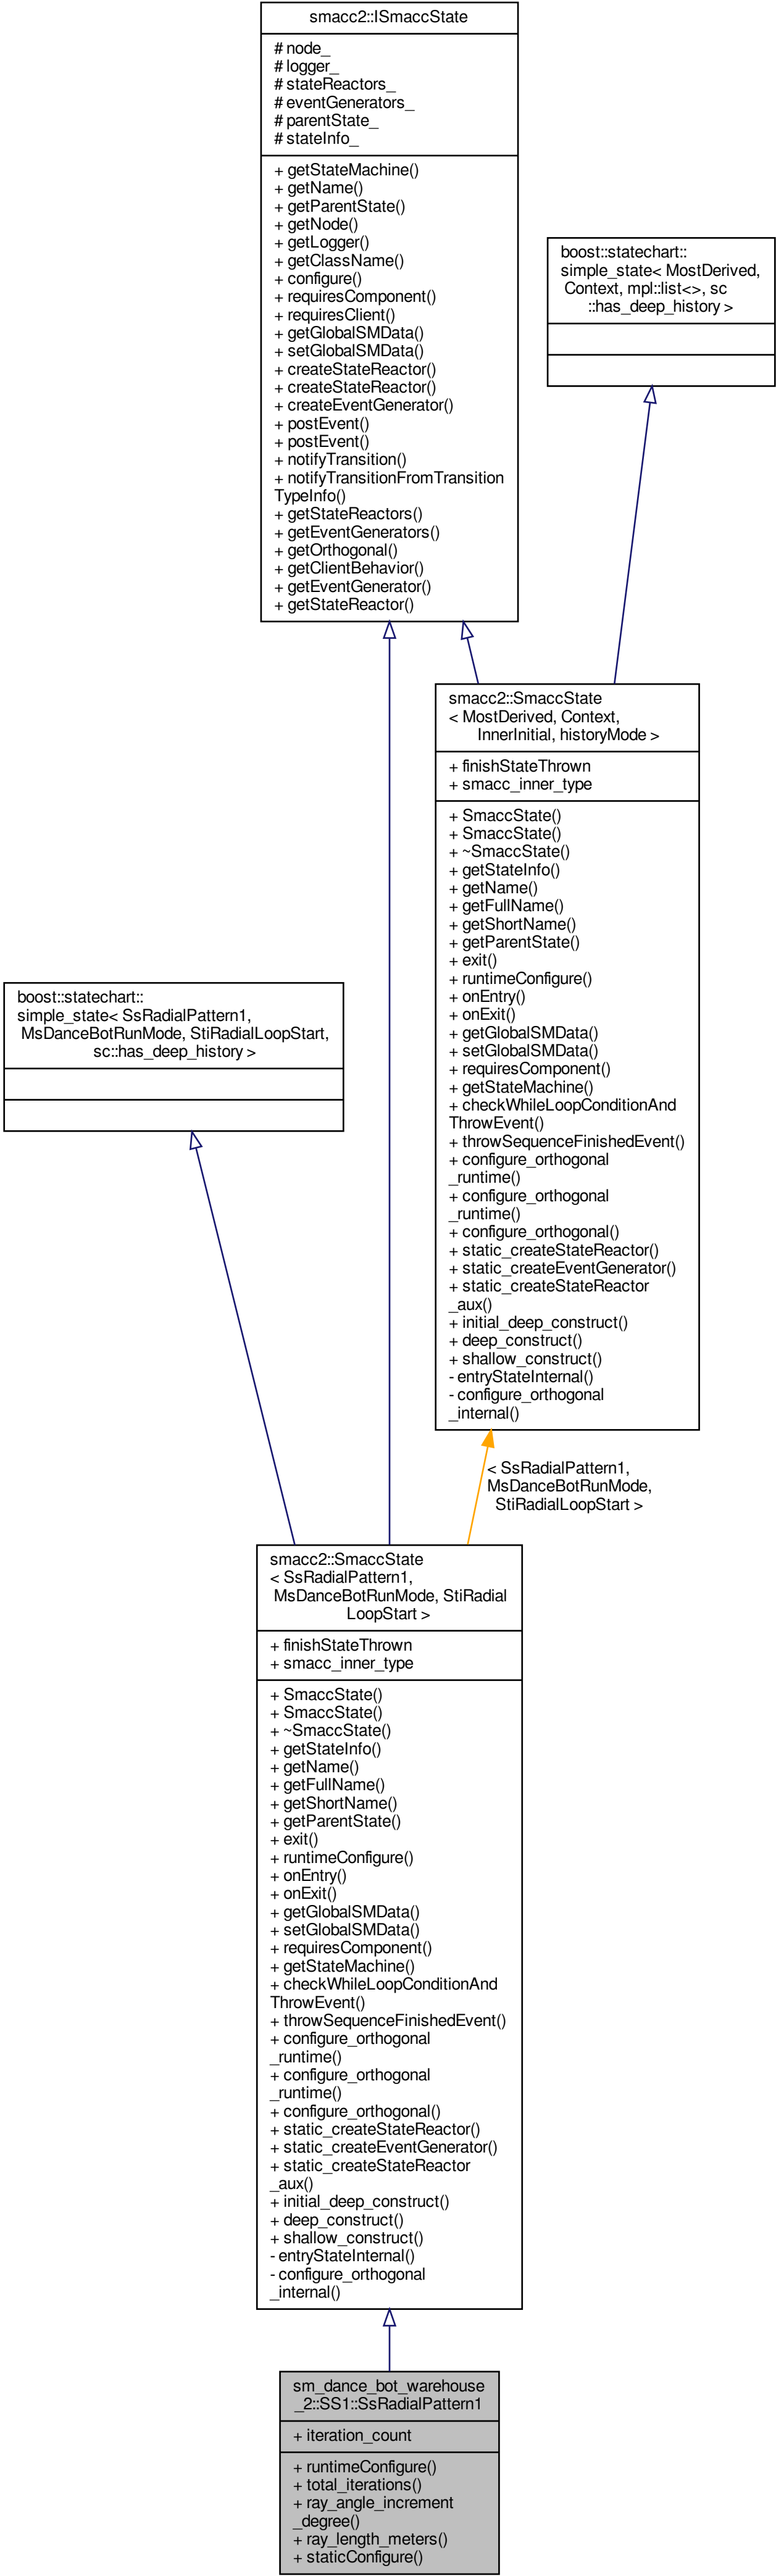 smacc2::ISmaccState
# node_
# logger_
# stateReactors_
# eventGenerators_
# parentState_
# stateInfo_
+ getStateMachine()
+ getName()
+ getParentState()
+ getNode()
+ getLogger()
+ getClassName()
+ configure()
+ requiresComponent()
+ requiresClient()
+ getGlobalSMData()
+ setGlobalSMData()
+ createStateReactor()
+ createStateReactor()
+ createEventGenerator()
+ postEvent()
+ postEvent()
+ notifyTransition()
+ notifyTransitionFromTransition
TypeInfo()
+ getStateReactors()
+ getEventGenerators()
+ getOrthogonal()
+ getClientBehavior()
+ getEventGenerator()
+ getStateReactor()
boost::statechart::
simple_state< MostDerived,
Context, mpl::list<>, sc
::has_deep_history >
smacc2::SmaccState
< MostDerived, Context,
InnerInitial, historyMode >
+ finishStateThrown
+ smacc_inner_type
+ SmaccState()
+ SmaccState()
+ ~SmaccState()
+ getStateInfo()
+ getName()
+ getFullName()
+ getShortName()
+ getParentState()
+ exit()
+ runtimeConfigure()
+ onEntry()
+ onExit()
+ getGlobalSMData()
+ setGlobalSMData()
+ requiresComponent()
+ getStateMachine()
+ checkWhileLoopConditionAnd
ThrowEvent()
+ throwSequenceFinishedEvent()
+ configure_orthogonal
_runtime()
+ configure_orthogonal
_runtime()
+ configure_orthogonal()
+ static_createStateReactor()
+ static_createEventGenerator()
+ static_createStateReactor
_aux()
+ initial_deep_construct()
+ deep_construct()
+ shallow_construct()
- entryStateInternal()
- configure_orthogonal
_internal()
boost::statechart::
simple_state< SsRadialPattern1,
MsDanceBotRunMode, StiRadialLoopStart,
sc::has_deep_history >
< SsRadialPattern1,
MsDanceBotRunMode,
StiRadialLoopStart >
smacc2::SmaccState
< SsRadialPattern1,
MsDanceBotRunMode, StiRadial
LoopStart >
+ finishStateThrown
+ smacc_inner_type
+ SmaccState()
+ SmaccState()
+ ~SmaccState()
+ getStateInfo()
+ getName()
+ getFullName()
+ getShortName()
+ getParentState()
+ exit()
+ runtimeConfigure()
+ onEntry()
+ onExit()
+ getGlobalSMData()
+ setGlobalSMData()
+ requiresComponent()
+ getStateMachine()
+ checkWhileLoopConditionAnd
ThrowEvent()
+ throwSequenceFinishedEvent()
+ configure_orthogonal
_runtime()
+ configure_orthogonal
_runtime()
+ configure_orthogonal()
+ static_createStateReactor()
+ static_createEventGenerator()
+ static_createStateReactor
_aux()
+ initial_deep_construct()
+ deep_construct()
+ shallow_construct()
- entryStateInternal()
- configure_orthogonal
_internal()
sm_dance_bot_warehouse
_2::SS1::SsRadialPattern1
+ iteration_count
+ runtimeConfigure()
+ total_iterations()
+ ray_angle_increment
_degree()
+ ray_length_meters()
+ staticConfigure()